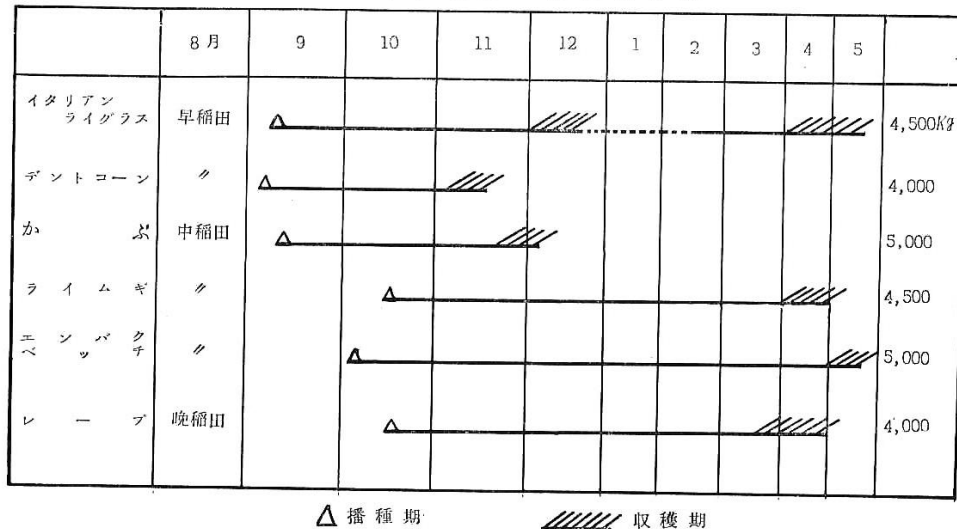 8月 9 10 11 12 1 2 3 4 5
イタリアン
ライグラス 早稲田 4,500Kg
デントコーン 〃 4,000
かぶ 中稲田 5,000
ライムギ 〃 4,500
エンバク
ベッチ 〃 5,000
レープ 晩稲田 4,000
△ 播種期 収穫期